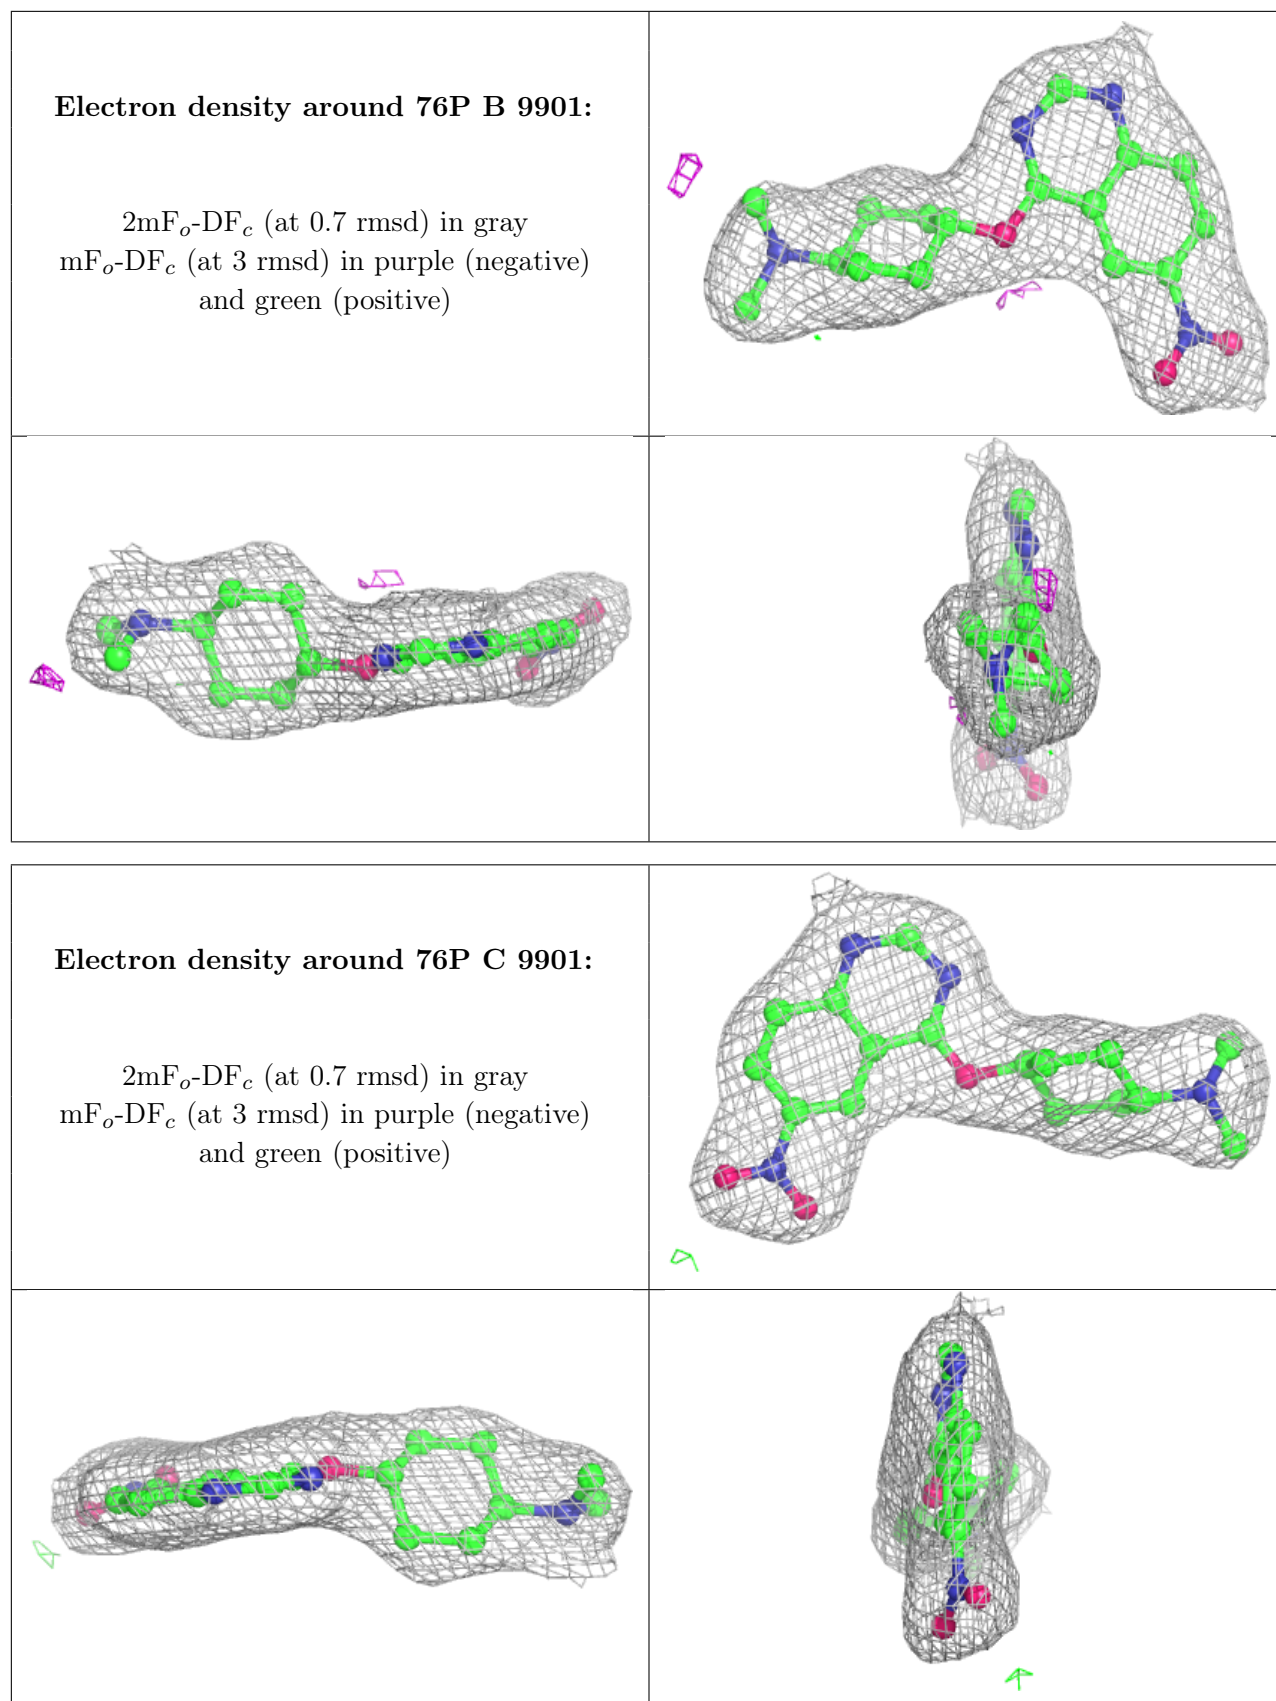 Electron density around 76P B 9901:
2mFo-DFc (at 0.7 rmsd) in gray
mFo-DFc (at 3 rmsd) in purple (negative)
and green (positive)
Electron density around 76P C 9901:
2mFo-DFc (at 0.7 rmsd) in gray
mFo-DFc (at 3 rmsd) in purple (negative)
and green (positive)